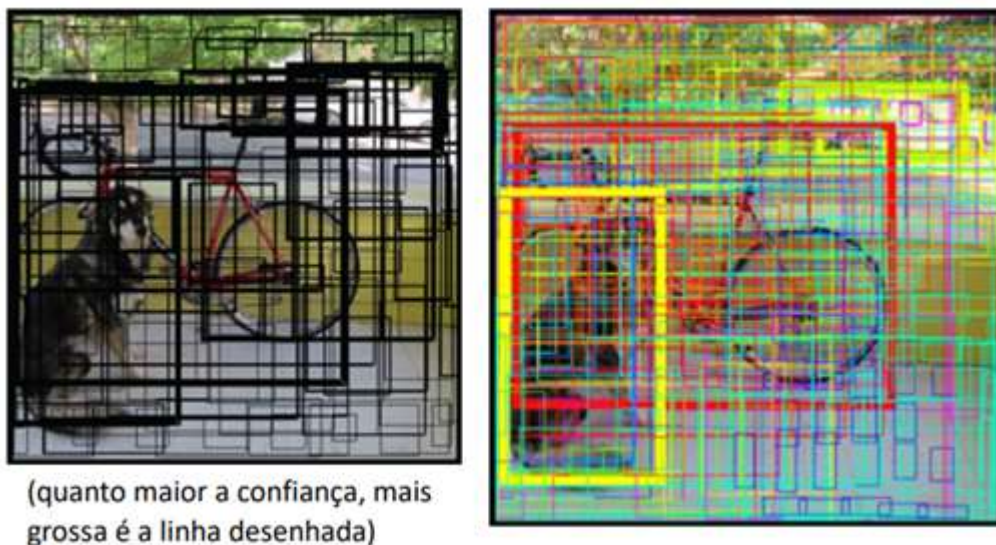 (quanto maior a confiança, mais
grossa é a linha desenhada)